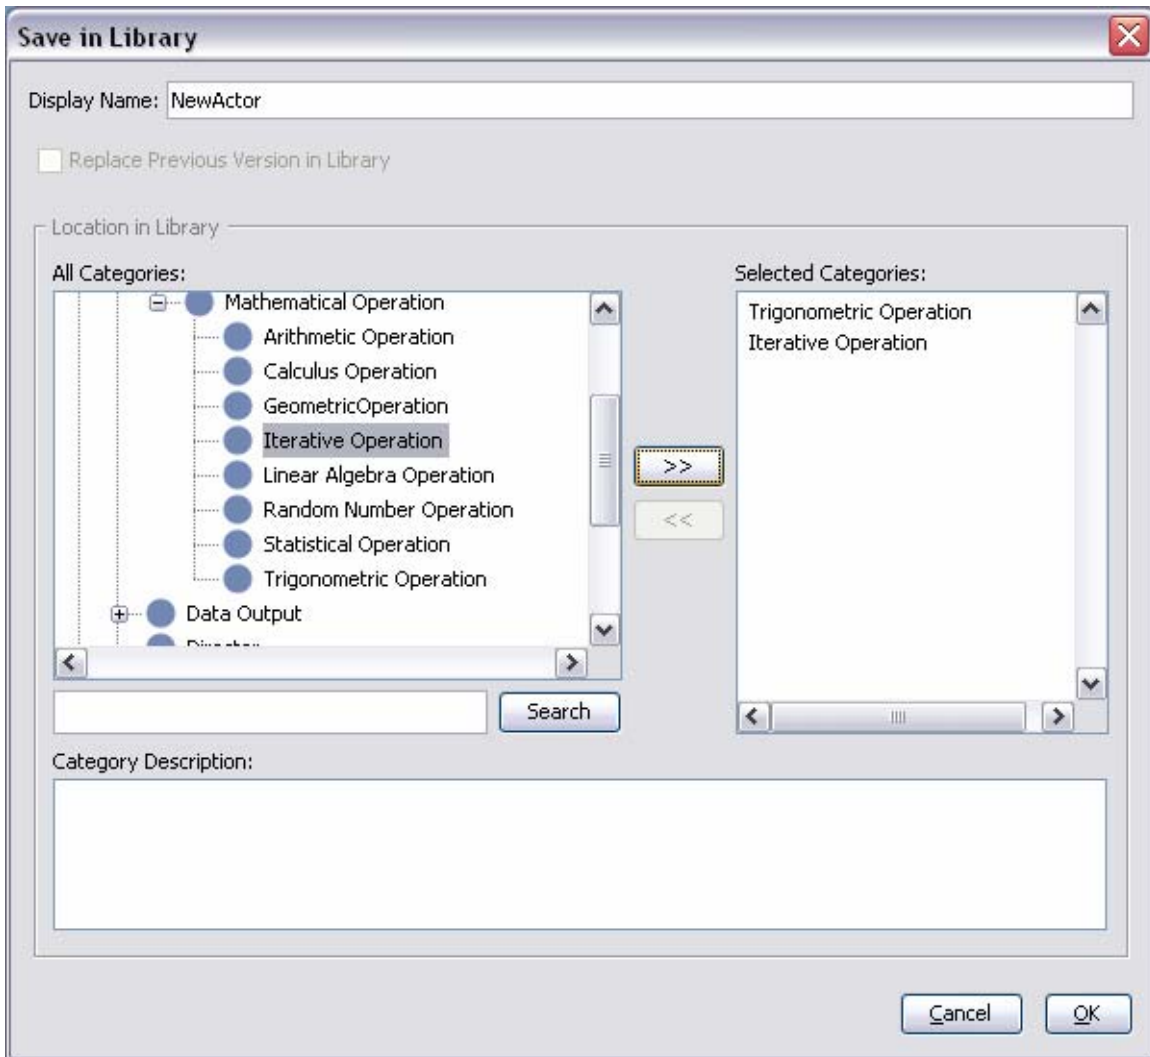 Save in Library
Display Name: NewActor
Replace Previous Version in Library
Location in Library
All Categories:
Mathematical Operation
Arithmetic Operation
Calculus Operation
GeometricOperation
Iterative Operation
Linear Algebra Operation
Random Number Operation
Statistical Operation
Trigonometric Operation
Data Output
Director
>>
<<
Selected Categories:
Trigonometric Operation
Iterative Operation
Search
Category Description:
Cancel
OK